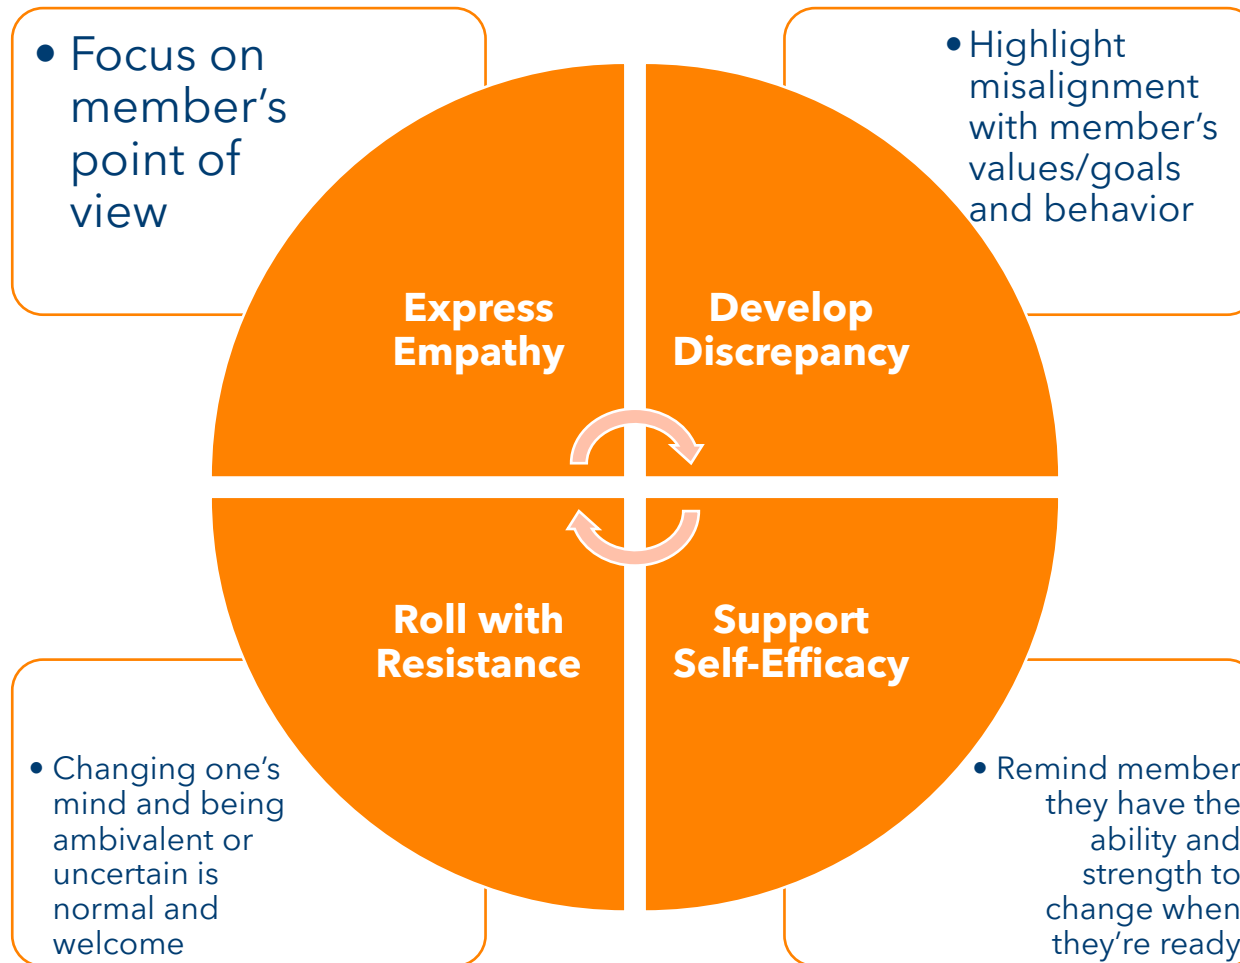 • Focus on
member’s
point of
view
• Highlight
misalignment
with member’s
values/goals
and behavior
Express
Empathy
Develop
Discrepancy
Roll with
Resistance
Support
Self-Efficacy
• Changing one’s
mind and being
ambivalent or
uncertain is
normal and
welcome
• Remind member
they have the
ability and
strength to
change when
they’re ready